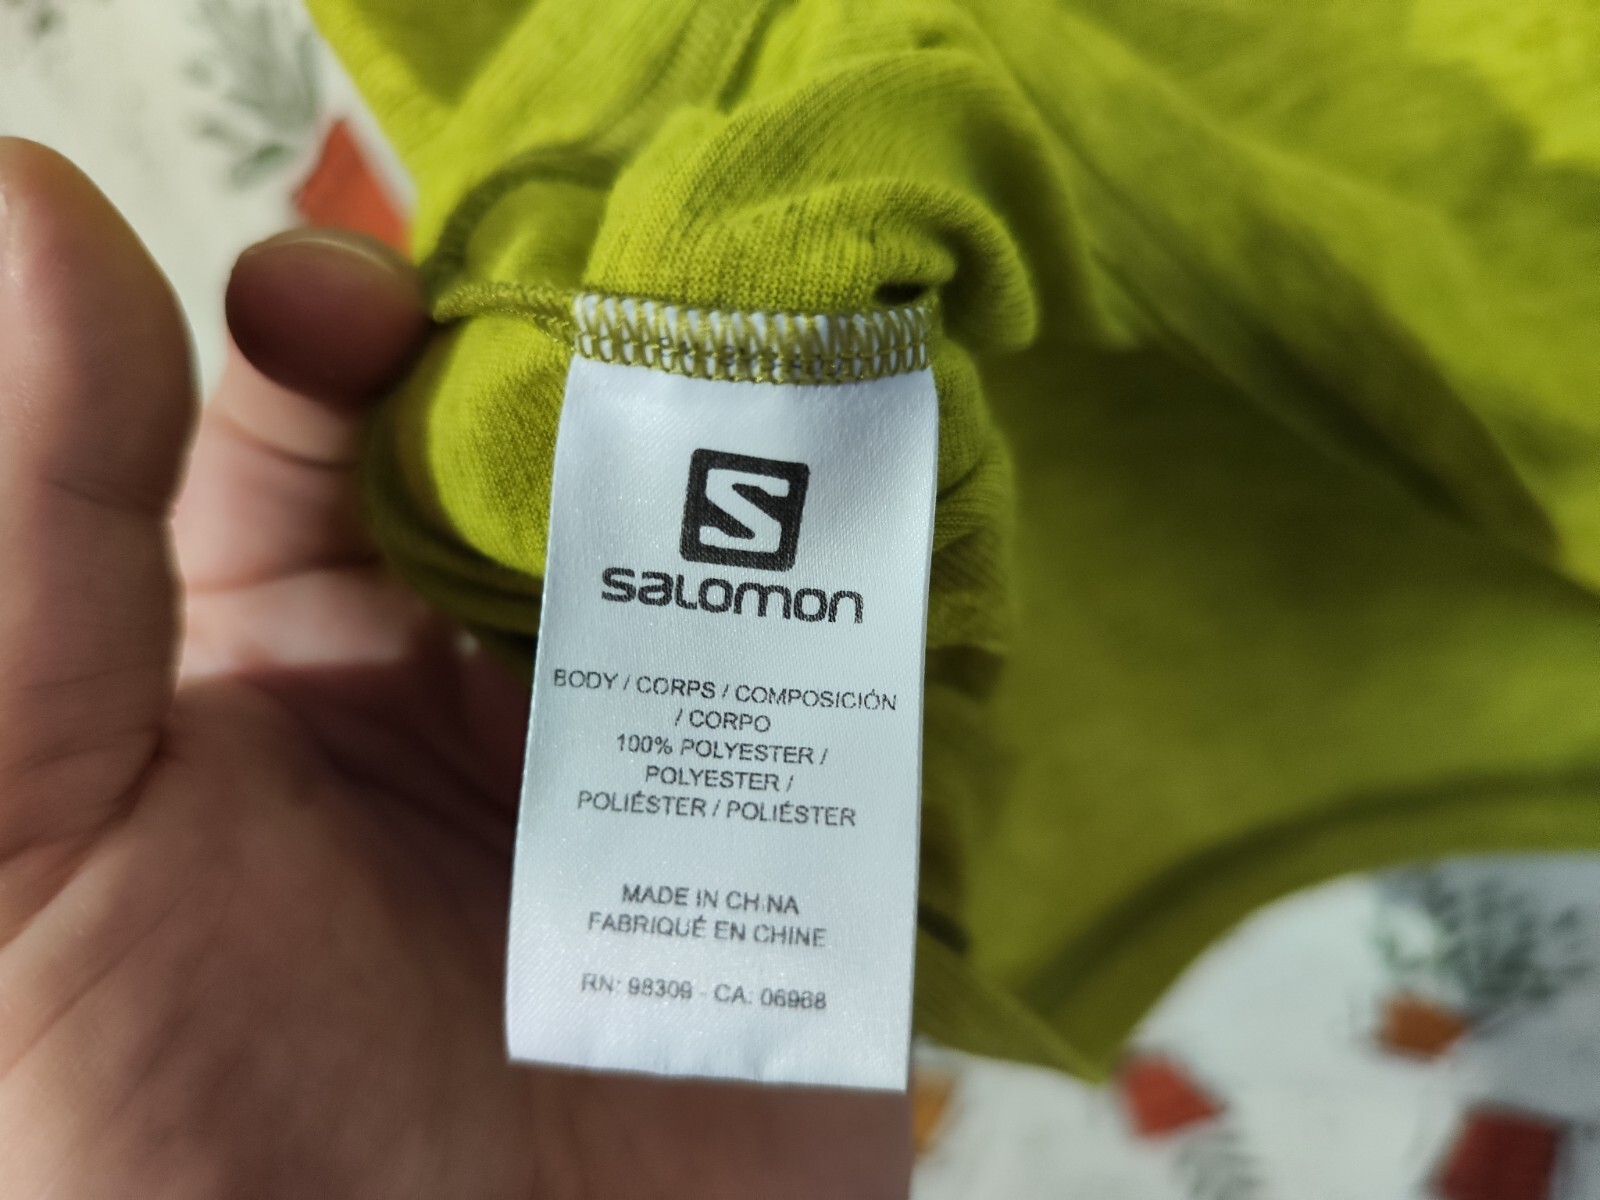 S
salomon
BODY / CORPS / COMPOSICIÓN
/ CORPO
100% POLYESTER /
POLYESTER /
POLIÉSTER / POLIÉSTER
MADE IN CHINA
FABRIQUÉ EN CHINE
RN: 98309 - CA: 06968